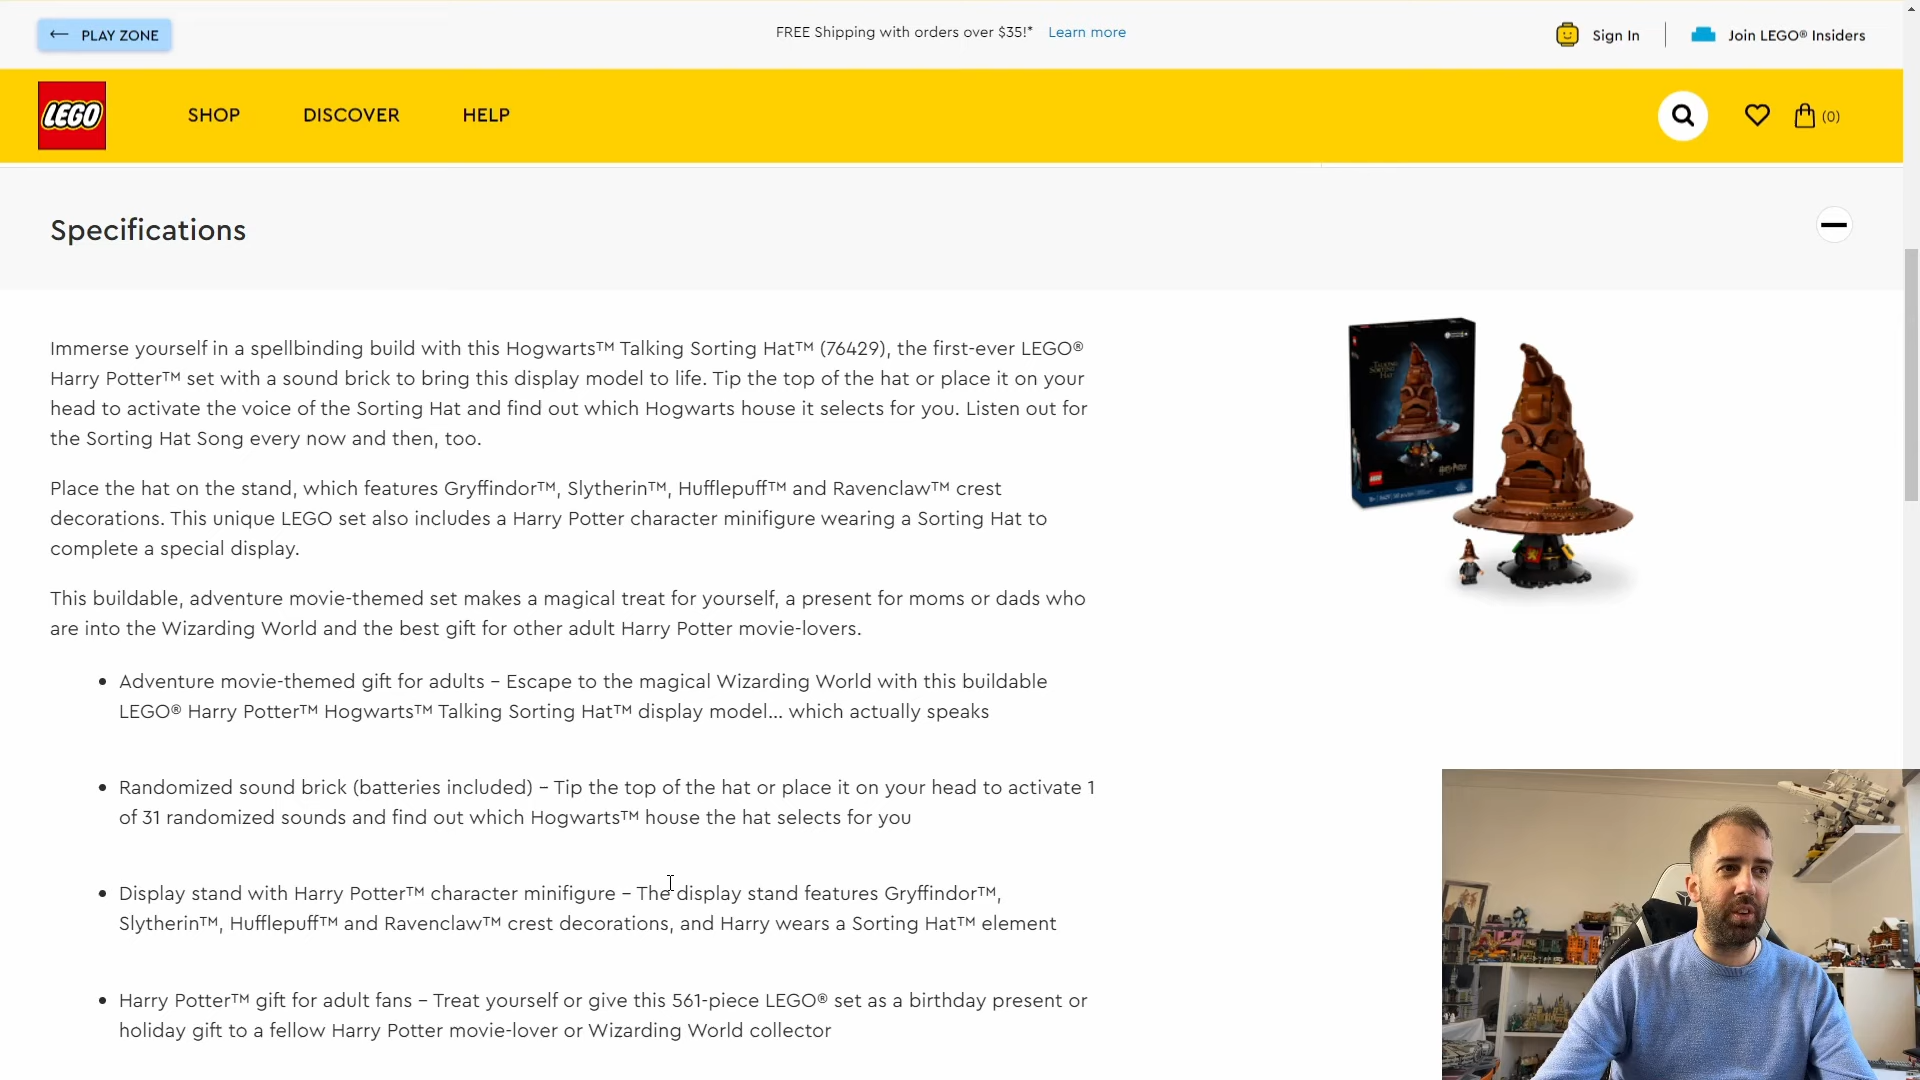 PLAY ZONE
FREE Shipping with orders over $35!* Learn more
Sign In
Join LEGO® Insiders
LEGO
SHOP
DISCOVER
HELP
(0)
Specifications
Immerse yourself in a spellbinding build with this Hogwarts™ Talking Sorting Hat™ (76429), the first-ever LEGO®
Harry Potter™ set with a sound brick to bring this display model to life. Tip the top of the hat or place it on your
head to activate the voice of the Sorting Hat and find out which Hogwarts house it selects for you. Listen out for
the Sorting Hat Song every now and then, too.
Place the hat on the stand, which features Gryffindor™, Slytherin™, Hufflepuff™ and Ravenclaw™ crest
decorations. This unique LEGO set also includes a Harry Potter character minifigure wearing a Sorting Hat to
complete a special display.
This buildable, adventure movie-themed set makes a magical treat for yourself, a present for moms or dads who
are into the Wizarding World and the best gift for other adult Harry Potter movie-lovers.
• Adventure movie-themed gift for adults – Escape to the magical Wizarding World with this buildable
LEGO® Harry Potter™ Hogwarts™ Talking Sorting Hat™ display model... which actually speaks
• Randomized sound brick (batteries included) – Tip the top of the hat or place it on your head to activate 1
of 31 randomized sounds and find out which Hogwarts™ house the hat selects for you
• Display stand with Harry Potter™ character minifigure – The display stand features Gryffindor™,
Slytherin™, Hufflepuff™ and Ravenclaw™ crest decorations, and Harry wears a Sorting Hat™ element
• Harry Potter™ gift for adult fans – Treat yourself or give this 561-piece LEGO® set as a birthday present or
holiday gift to a fellow Harry Potter movie-lover or Wizarding World collector
TALKING
SORTING
HAT
Harry Potter